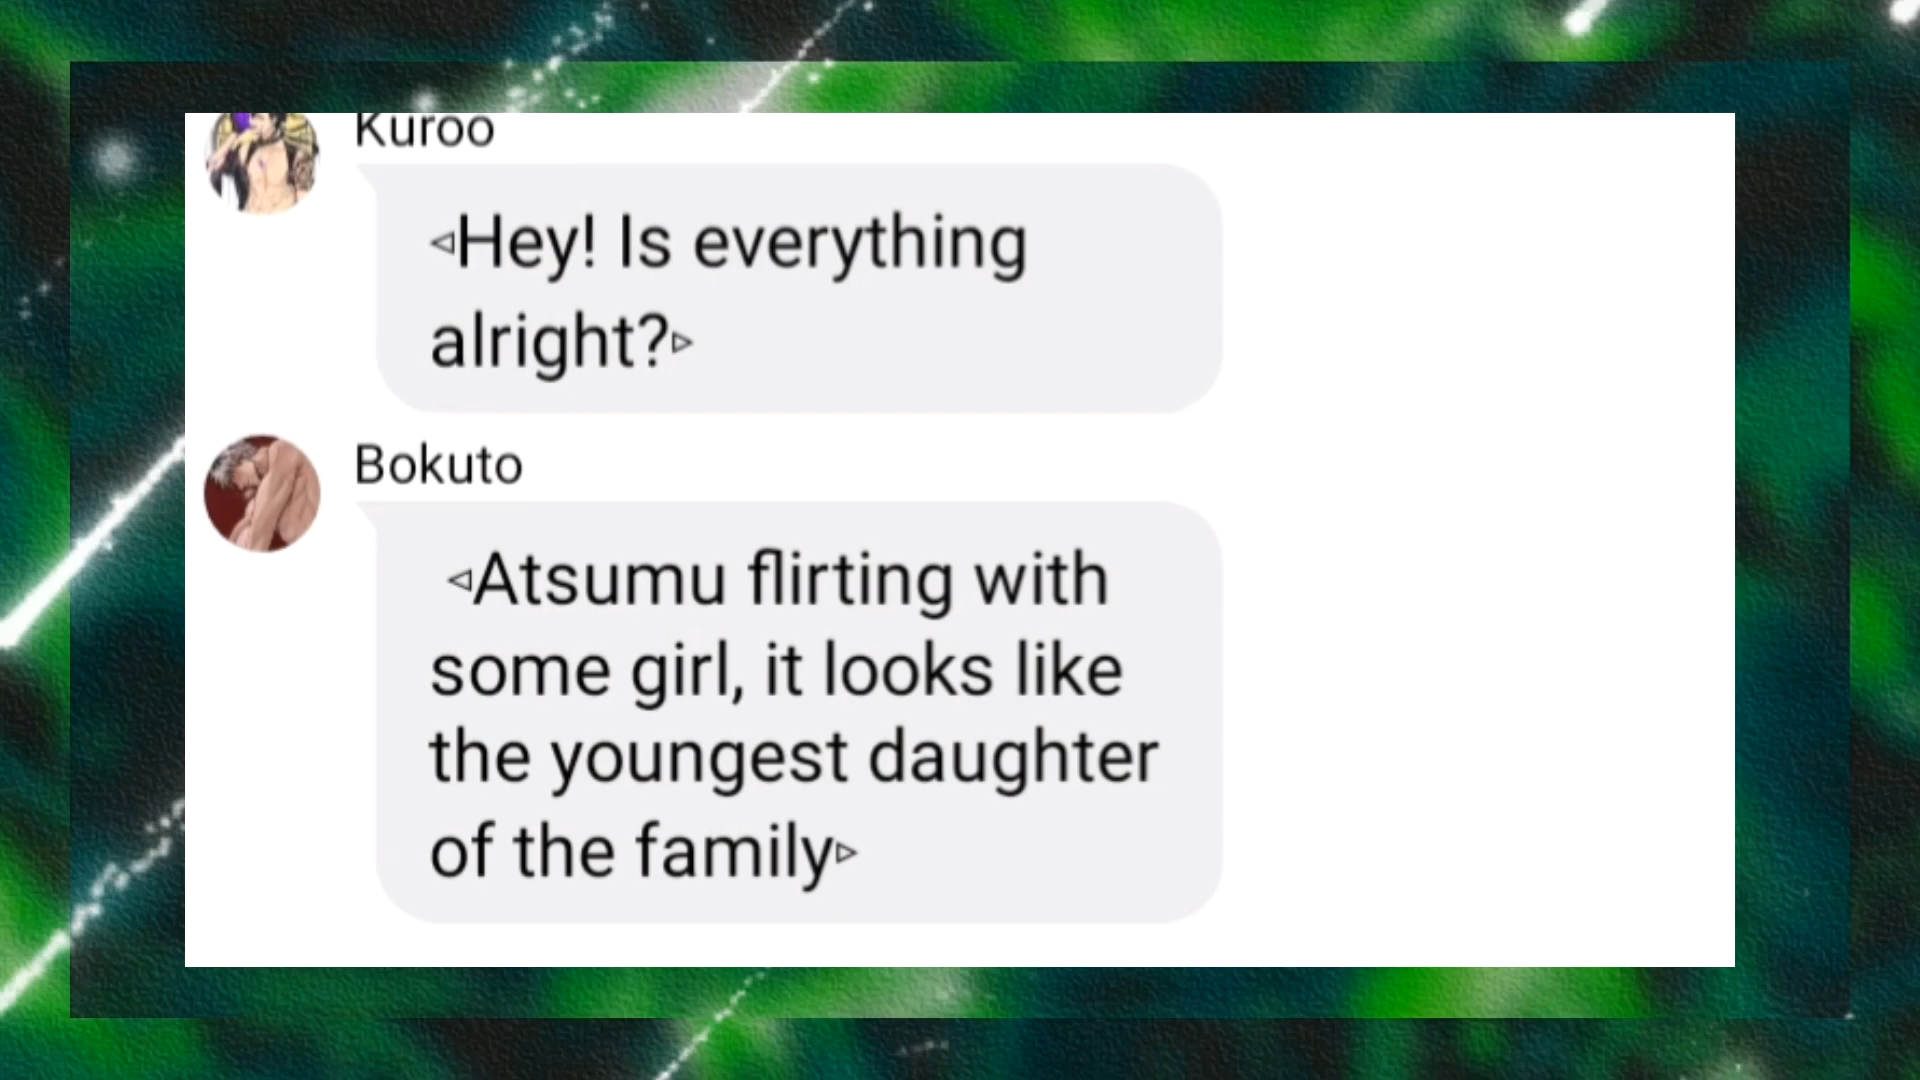 Kuroo
◃Hey! Is everything
alright?▹
Bokuto
◃Atsumu flirting with
some girl, it looks like
the youngest daughter
of the family▹